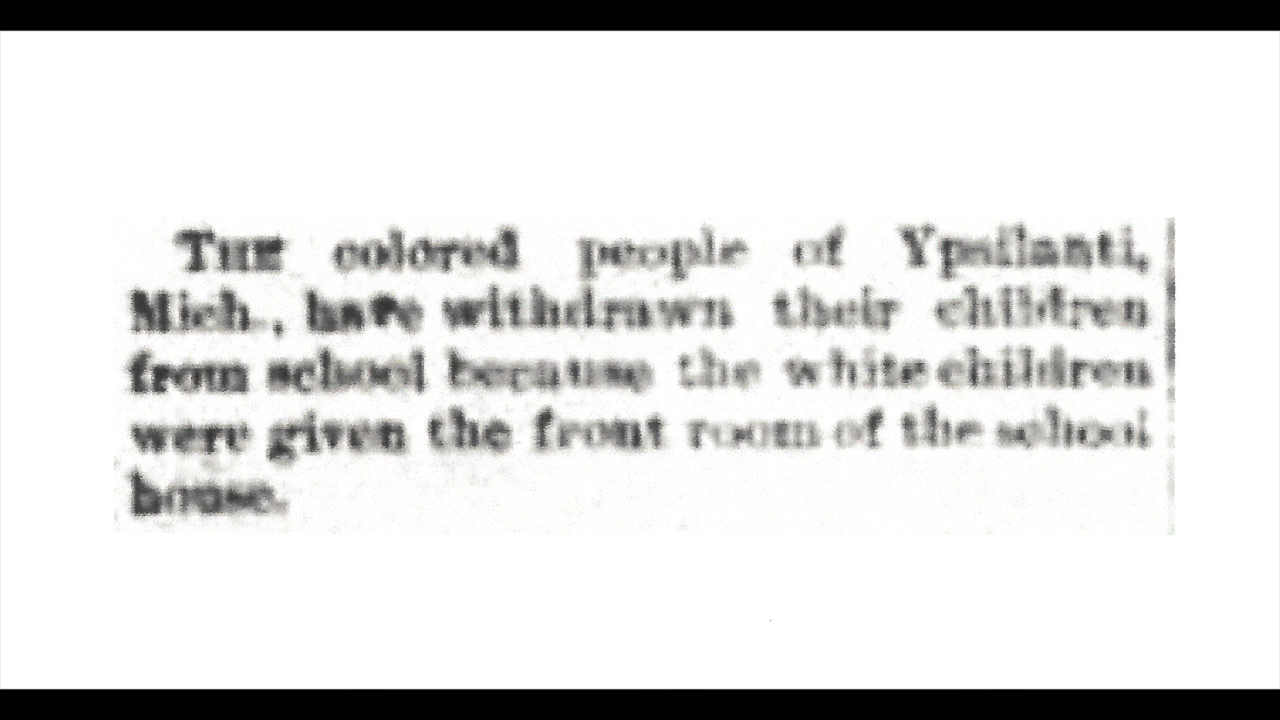 THE colored people of Ypsilanti,
Mich., have withdrawn their children
from school because the white children
were given the front room of the school
house.